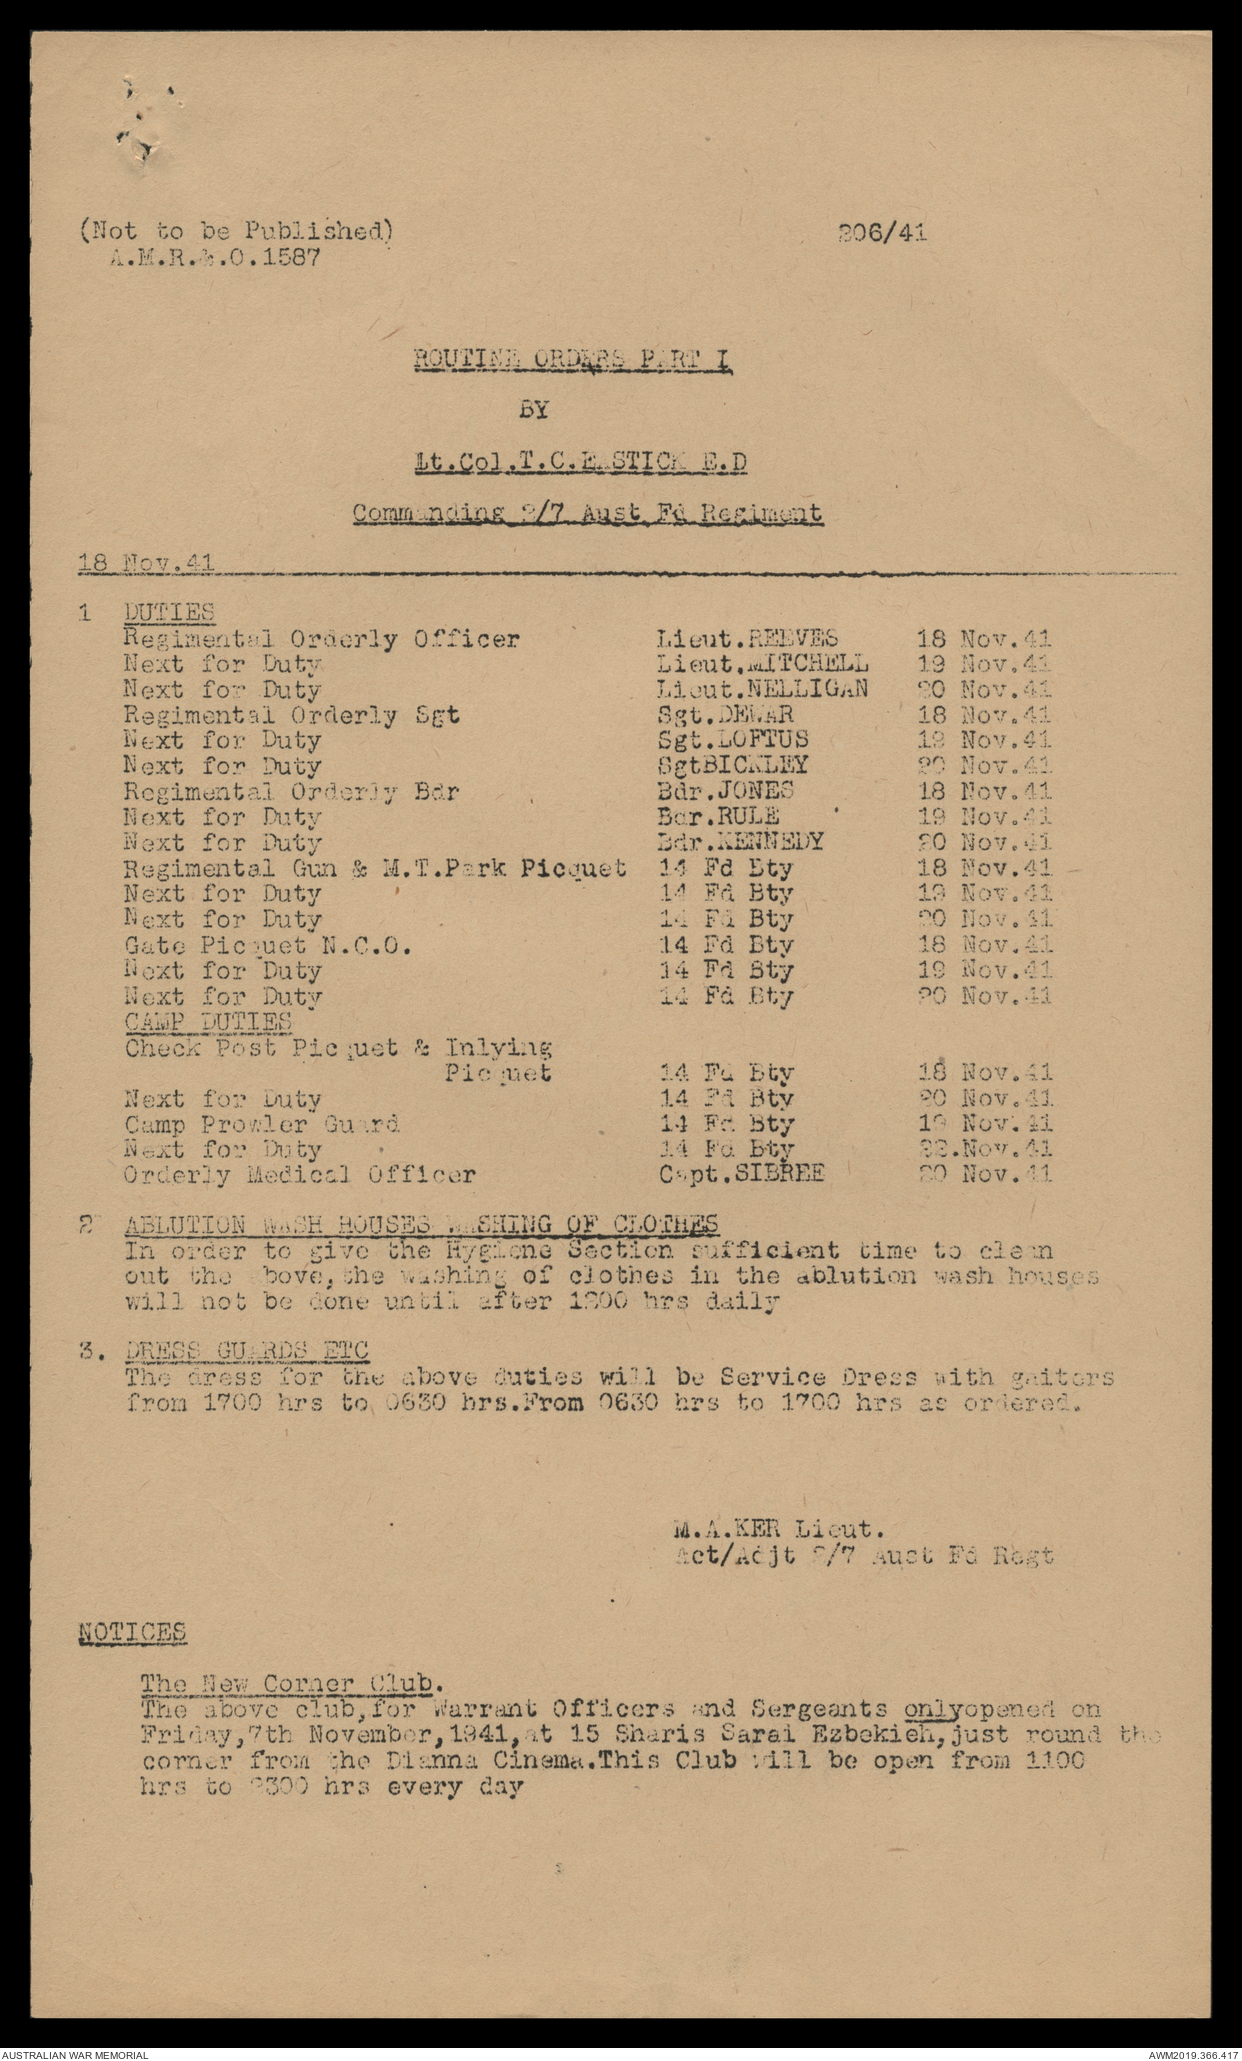 (Not to be Published)                206/41
A.M.R.&.O.1587
ROUTINE ORDERS PART I
BY
Lt.Col.T.C.EASTICK E.D
Commanding 2/7 Aust Fd Regiment
18 Nov.41
1 DUTIES
Regimental Orderly Officer Lieut.REEVES 18 Nov.41
Next for Duty Lieut.MITCHELL 19 Nov.41
Next for Duty Lieut.NELLIGAN 20 Nov.41
Regimental Orderly Sgt Sgt.DEWAR 18 Nov.41
Next for Duty Sgt.LOFTUS 19 Nov.41
Next for Duty SgtBICKLEY 20 Nov.41
Regimental Orderly Bdr Bdr.JONES 18 Nov.41
Next for Duty Bdr.RULE 19 Nov.41
Next for Duty Bdr.KENNEDY 20 Nov.41
Regimental Gun & M.T.Park Picquet 14 Fd Bty 18 Nov.41
Next for Duty 14 Fd Bty 19 Nov.41
Next for Duty 14 Fd Bty 20 Nov.41
Gate Picquet N.C.O. 14 Fd Bty 18 Nov.41
Next for Duty 14 Fd Bty 19 Nov.41
Next for Duty 14 Fd Bty 20 Nov.41
CAMP DUTIES
Check Post Picquet & Inlying
Picquet 14 Fd Bty 18 Nov.41
Next for Duty 14 Fd Bty 20 Nov.41
Camp Prowler Guard 14 Fd Bty 19 Nov.41
Next for Duty 14 Fd Bty 22.Nov.41
Orderly Medical Officer Capt.SIBREE 20 Nov.41
2 ABLUTION WASH HOUSES WASHING OF CLOTHES
In order to give the Hygiene Section sufficient time to clean
out the above,the washing of clothes in the ablution wash houses
will not be done until after 1200 hrs daily
3. DRESS GUARDS ETC
The dress for the above duties will be Service Dress with gaiters
from 1700 hrs to 0630 hrs.From 0630 hrs to 1700 hrs as ordered.
M.A.KER Lieut.
Act/Adjt 2/7 Aust Fd Regt
NOTICES
The New Corner Club.
The above club,for Warrant Officers and Sergeants onlyopened on
Friday,7th November,1941,at 15 Sharis Sarai Ezbekieh,just round the
corner from the Dianna Cinema.This Club will be open from 1100
hrs to 2300 hrs every day
AUSTRALIAN WAR MEMORIAL                AWM2019.366.417